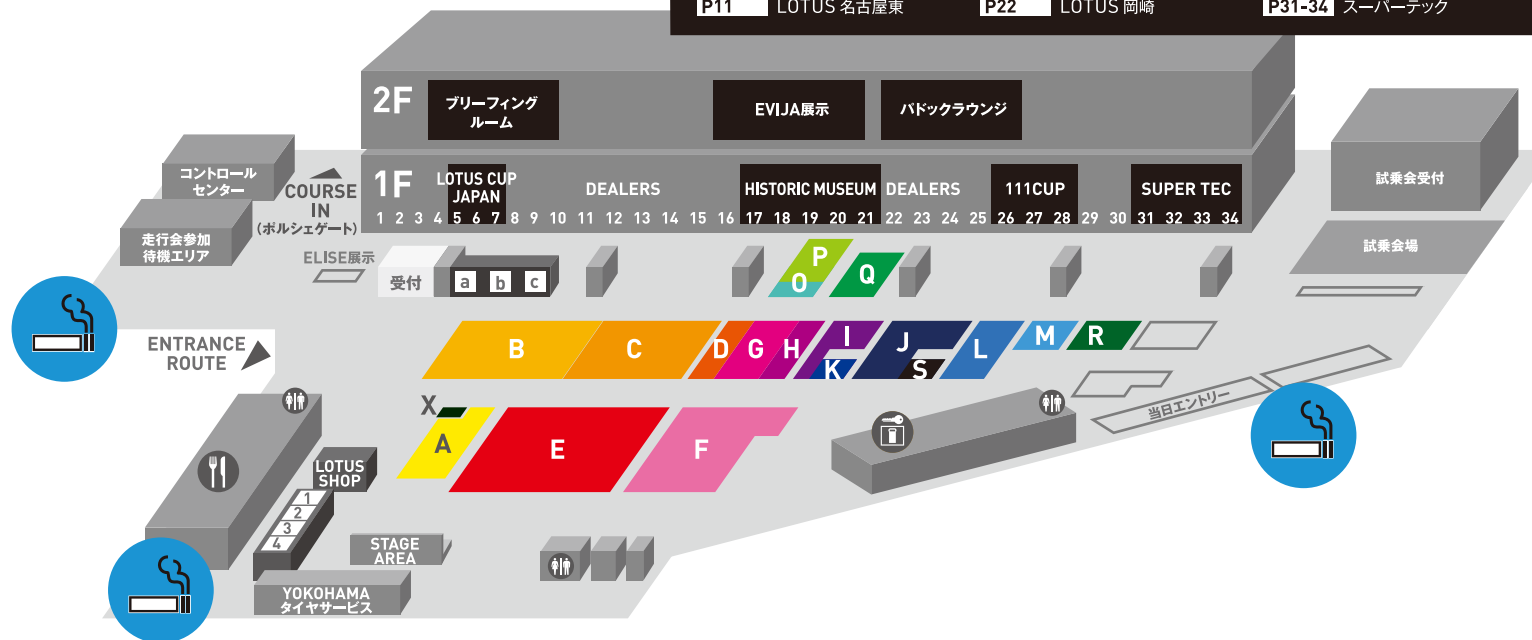 P11 LOTUS 名古屋東 P22 LOTUS 岡崎 P31-34 スーパーテック
2F
ブリーフィング
ルーム
EVIJA展示
パドックラウンジ
コントロール
センター
COURSE
IN
(ポルシェゲート)
1F
LOTUS CUP
JAPAN
DEALERS
HISTORIC MUSEUM
DEALERS
111CUP
SUPER TEC
1 2 3 4 5 6 7 8 9 10 11 12 13 14 15 16 17 18 19 20 21 22 23 24 25 26 27 28 29 30 31 32 33 34
試乗会受付
走行会参加
待機エリア
ELISE展示
受付
a b c
P
O
Q
試乗会場
ENTRANCE
ROUTE
B C D G H I J K S L M R
当日エントリー
X
A
E
F
LOTUS
SHOP
1
2
3
4
STAGE
AREA
YOKOHAMA
タイヤサービス